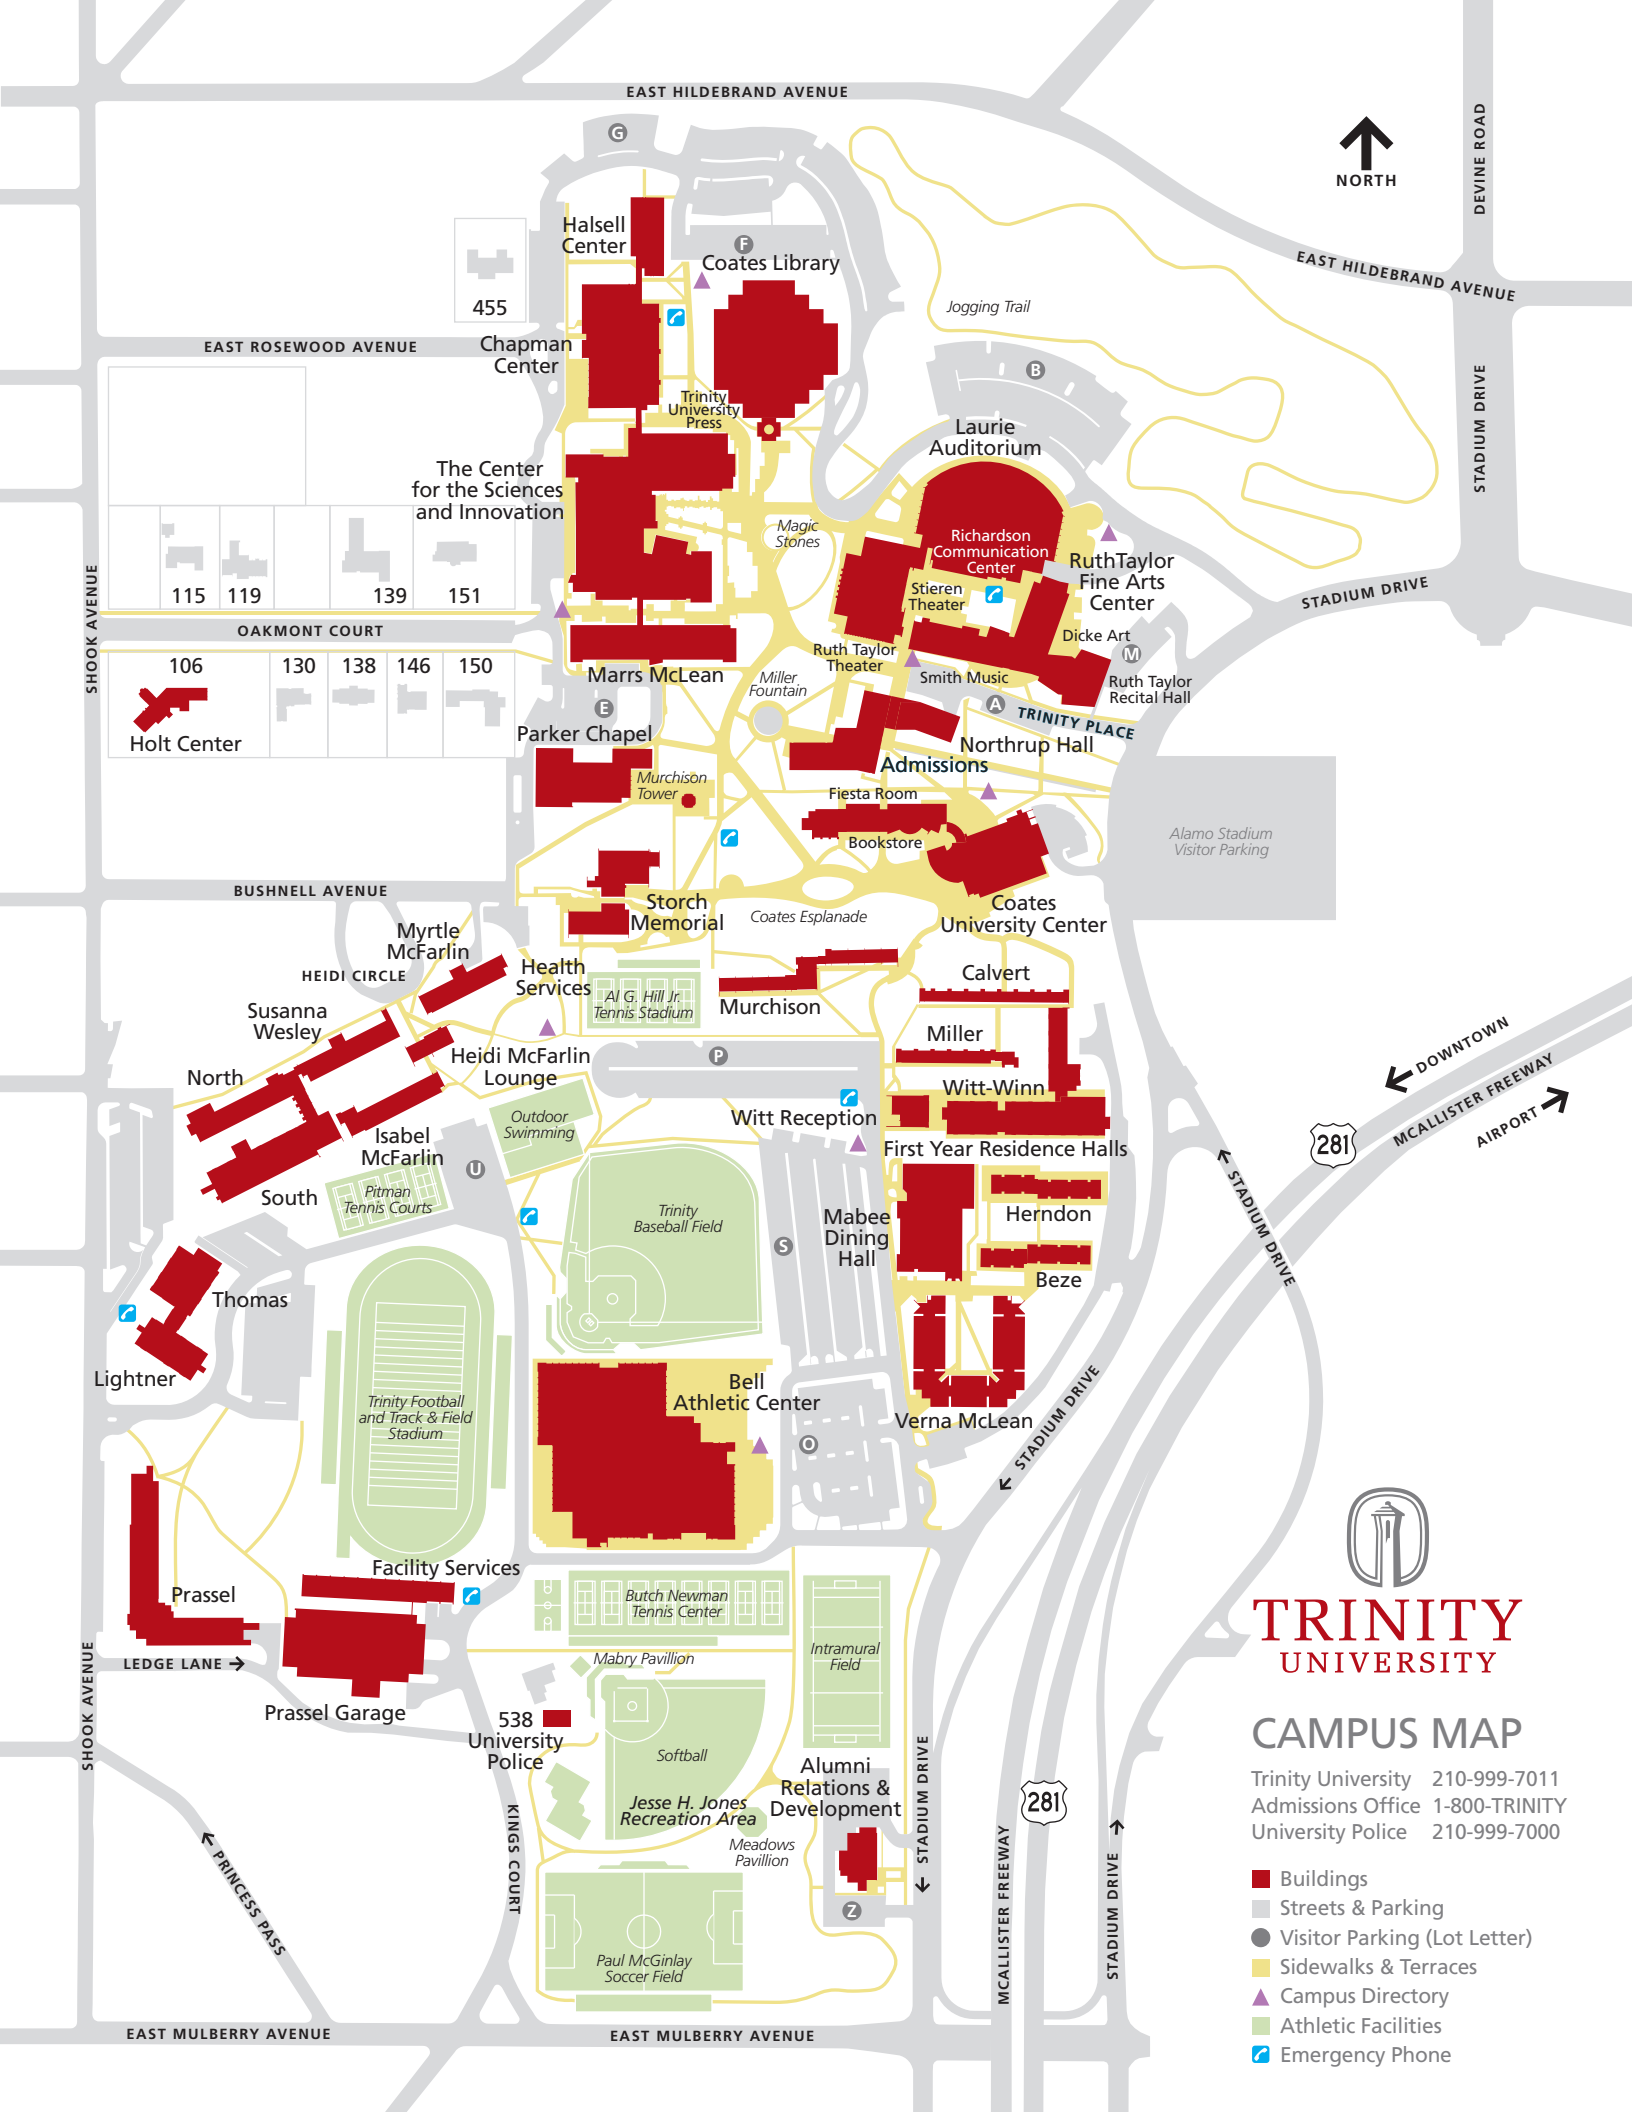 EAST HILDEBRAND AVENUE
G
DEVINE ROAD
NORTH
Halsell
Center
F
Coates Library
455
EAST HILDEBRAND AVENUE
Jogging Trail
EAST ROSEWOOD AVENUE
Chapman
Center
B
STADIUM DRIVE
Trinity
University
Press
Laurie
Auditorium
The Center
for the Sciences
and Innovation
Magic
Stones
Richardson
Communication
Center
RuthTaylor
Fine Arts
Center
Stieren
Theater
STADIUM DRIVE
115
119
139
151
SHOOK AVENUE
OAKMONT COURT
Dicke Art
M
106
130
138
146
150
Marrs McLean
Ruth Taylor
Theater
Smith Music
Ruth Taylor
Recital Hall
Miller
Fountain
E
A
TRINITY PLACE
Holt Center
Parker Chapel
Northrup Hall
Admissions
Murchison
Tower
Fiesta Room
Bookstore
Alamo Stadium
Visitor Parking
BUSHNELL AVENUE
Storch
Memorial
Coates Esplanade
Coates
University Center
Myrtle
McFarlin
HEIDI CIRCLE
Health
Services
Al G. Hill Jr.
Tennis Stadium
Murchison
Calvert
Susanna
Wesley
Miller
DOWNTOWN
MCALLISTER FREEWAY
AIRPORT
281
North
Heidi McFarlin
Lounge
P
Witt-Winn
Outdoor
Swimming
Witt Reception
Isabel
McFarlin
U
First Year Residence Halls
South
Pitman
Tennis Courts
Trinity
Baseball Field
S
Mabee
Dining
Hall
Herndon
STADIUM DRIVE
Beze
Thomas
Lightner
Trinity Football
and Track & Field
Stadium
Bell
Athletic Center
O
Verna McLean
STADIUM DRIVE
Facility Services
Prassel
Butch Newman
Tennis Center
Intramural
Field
LEDGE LANE
Mabry Pavillion
SHOOK AVENUE
Prassel Garage
538
University
Police
Softball
Jesse H. Jones
Recreation Area
Alumni
Relations &
Development
STADIUM DRIVE
Meadows
Pavillion
PRINCESS PASS
KINGS COURT
Z
281
MCALLISTER FREEWAY
STADIUM DRIVE
Paul McGinlay
Soccer Field
EAST MULBERRY AVENUE
EAST MULBERRY AVENUE
TRINITY
UNIVERSITY
CAMPUS MAP
Trinity University 210-999-7011
Admissions Office 1-800-TRINITY
University Police 210-999-7000
Buildings
Streets & Parking
Visitor Parking (Lot Letter)
Sidewalks & Terraces
Campus Directory
Athletic Facilities
Emergency Phone